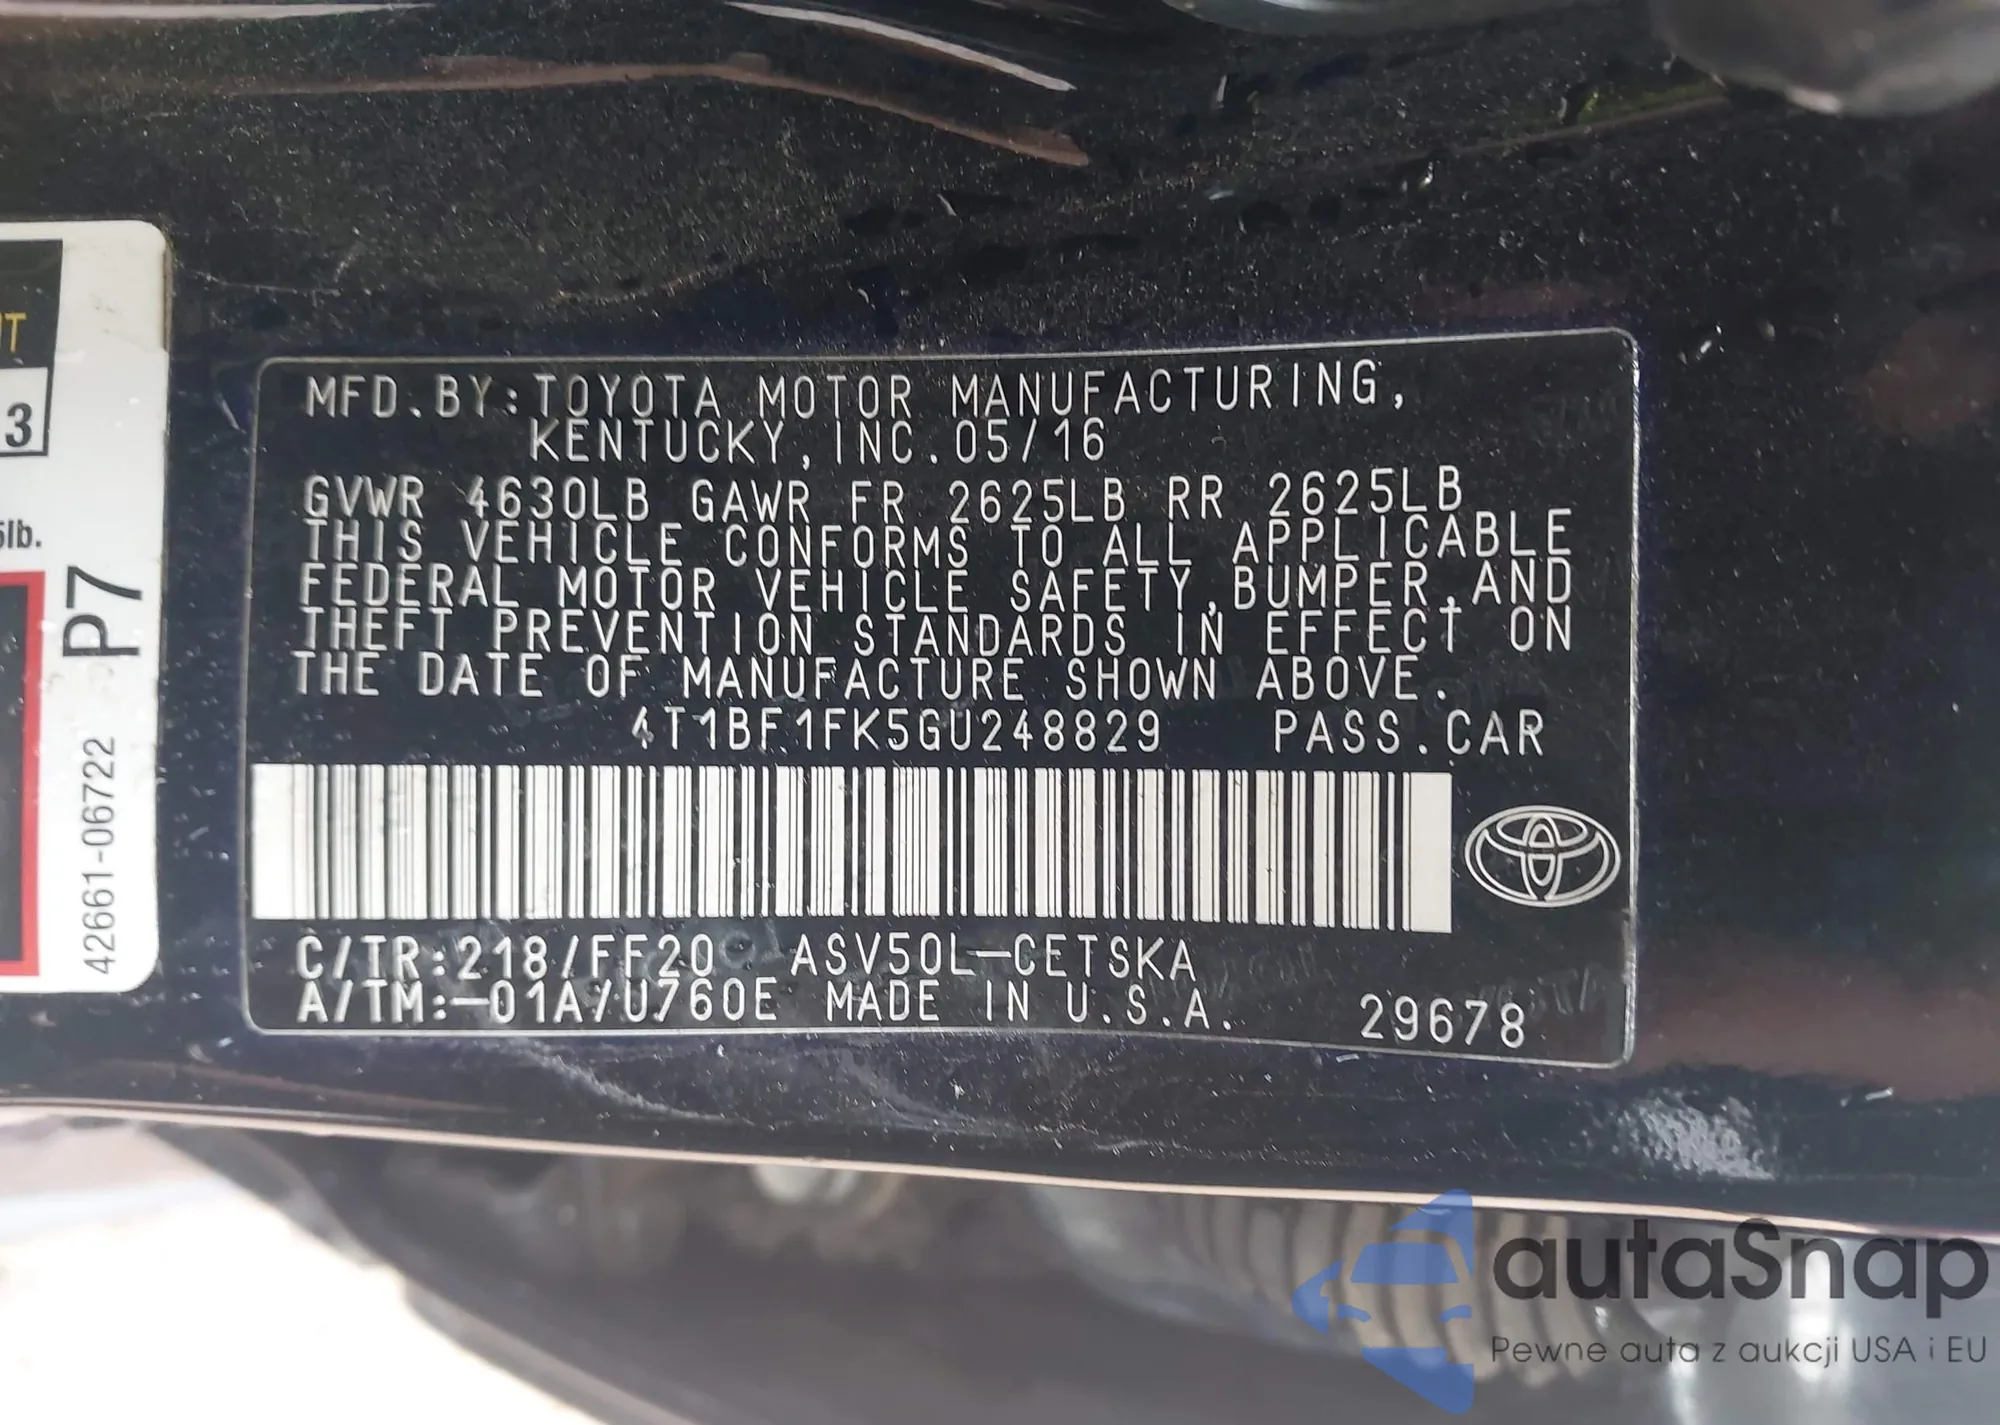 MFD.BY:TOYOTA MOTOR MANUFACTURING,
KENTUCKY,INC.05/16
GVWR 4630LB GAWR FR 2625LB RR 2625LB
THIS VEHICLE CONFORMS TO ALL APPLICABLE
FEDERAL MOTOR VEHICLE SAFETY,BUMPER,AND
THEFT PREVENTION STANDARDS IN EFFECT ON
THE DATE OF MANUFACTURE SHOWN ABOVE.
4T1BF1FK5GU248829 PASS.CAR
C/TR:218/FF20 ASV50L-CETSKA
A/TM:-01A/U760E MADE IN U.S.A.
29678
3
lb.
P7
42661-06722
autaSnap
Pewne auta z aukcji USA i EU